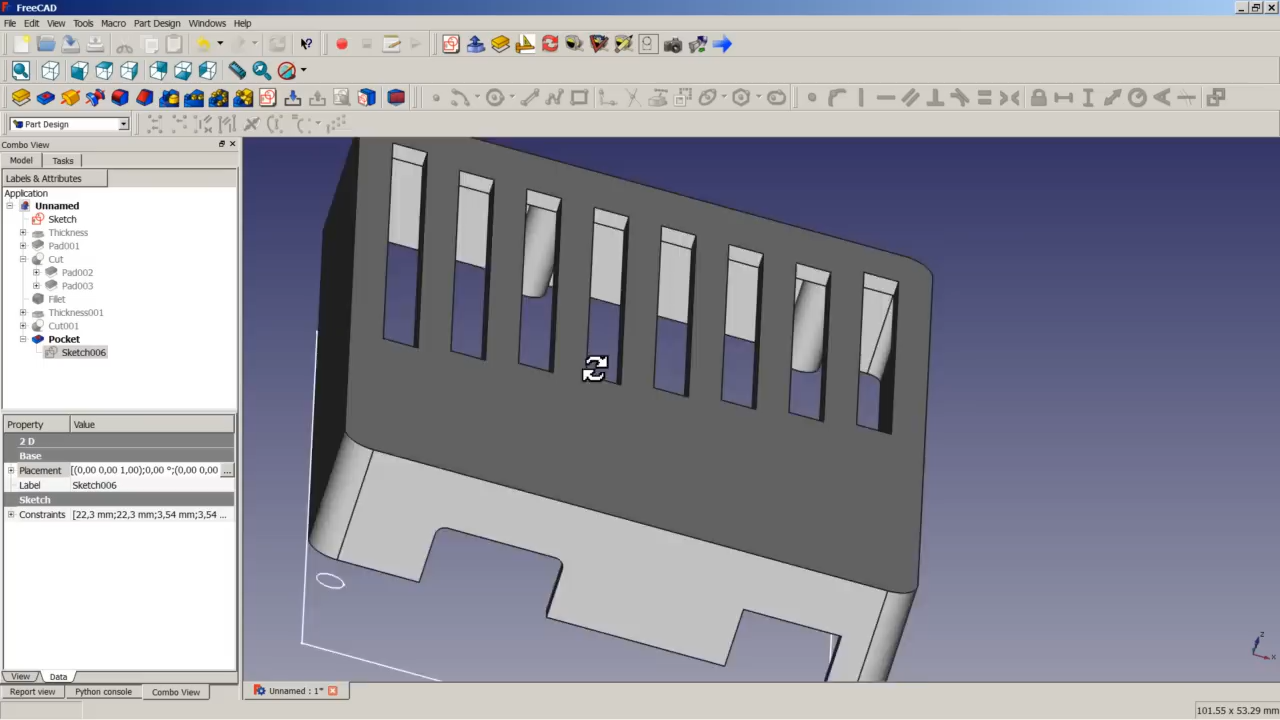 FreeCAD
File Edit View Tools Macro Part Design Windows Help
Part Design
Combo View
Model Tasks
Labels & Attributes
Application
Unnamed
Sketch
Thickness
Pad001
Cut
Pad002
Pad003
Fillet
Thickness001
Cut001
Pocket
Sketch006
Property Value
2 D
Base
Placement [(0,00 0,00 1,00);0,00 °;(0,00 0,00 ...
Label Sketch006
Sketch
Constraints [22,3 mm;22,3 mm;3,54 mm;3,54 ...
View Data
Report view Python console Combo View
Unnamed : 1*
z
x
101.55 x 53.29 mm